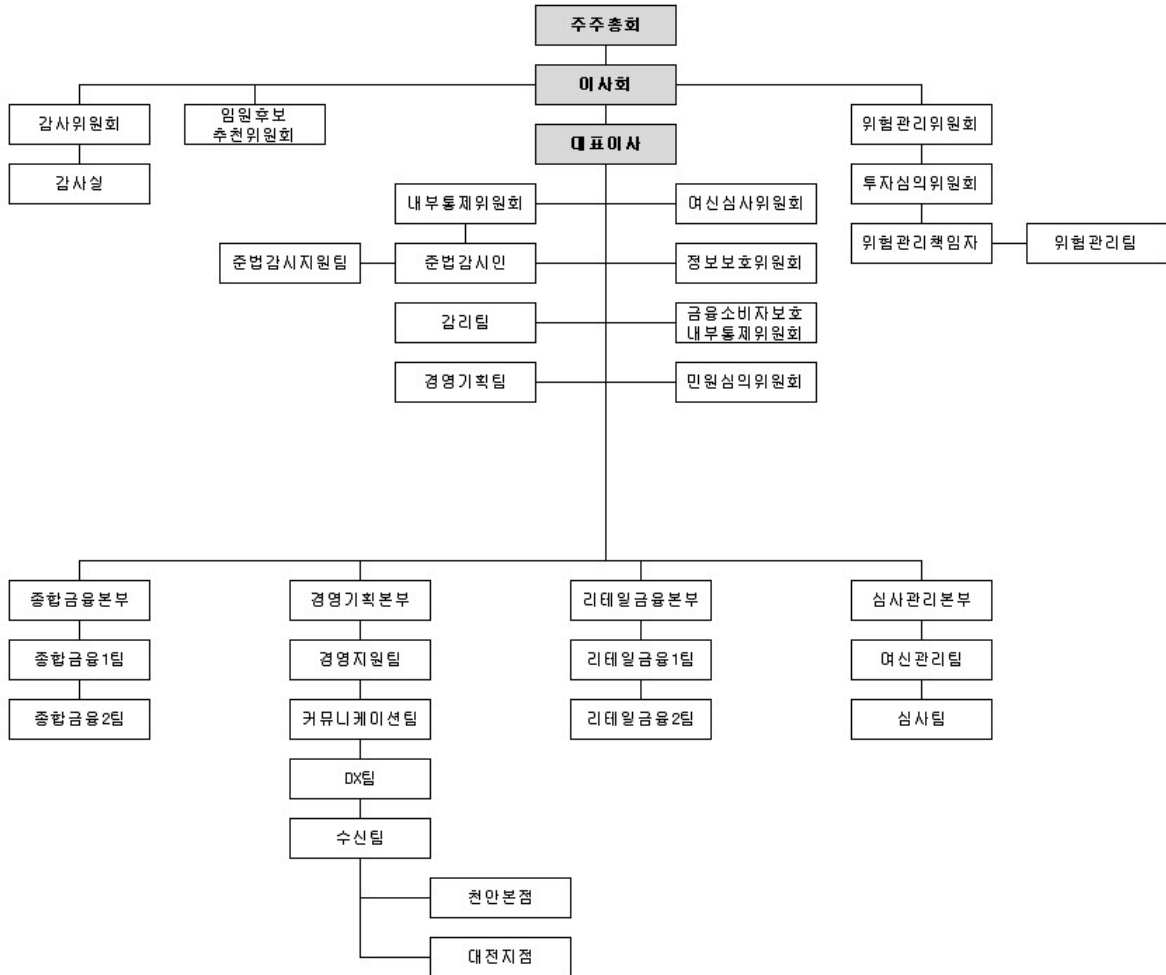 주주총회
이사회
감사위원회
임원후보
추천위원회
대표이사
위험관리위원회
감사실
투자심의위원회
내부통제위원회
여신심사위원회
준법감시지원팀
준법감시인
정보보호위원회
위험관리책임자
위험관리팀
감리팀
금융소비자보호
내부통제위원회
경영기획팀
민원심의위원회
종합금융본부
경영기획본부
리테일금융본부
심사관리본부
종합금융1팀
경영지원팀
리테일금융1팀
여신관리팀
종합금융2팀
커뮤니케이션팀
리테일금융2팀
심사팀
DX팀
수신팀
천안본점
대전지점